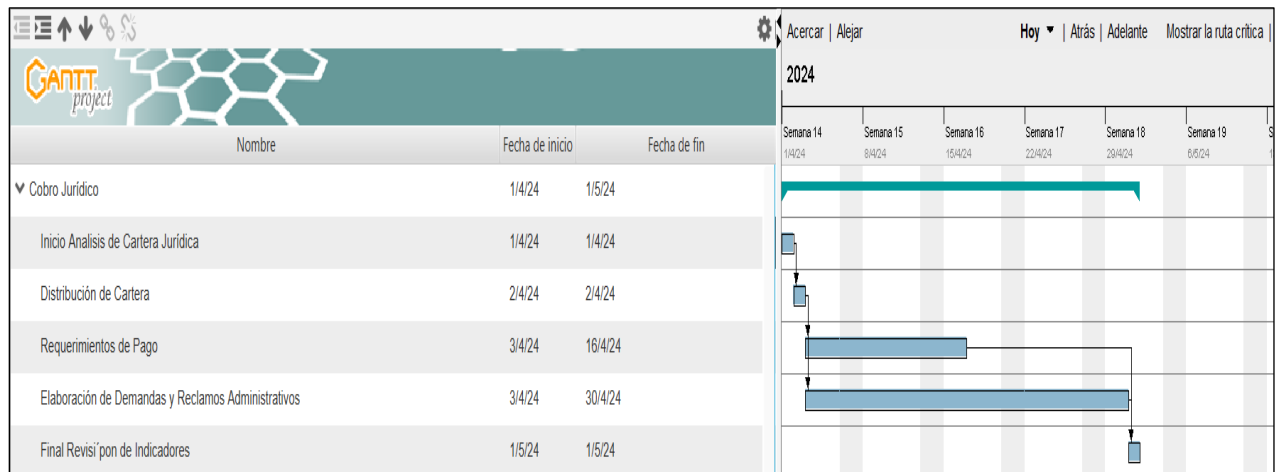 Acercar | Alejar Hoy | Atrás | Adelante Mostrar la ruta crítica |
GANTT
project
2024
Semana 14 Semana 15 Semana 16 Semana 17 Semana 18 Semana 19 S
1/4/24 8/4/24 15/4/24 22/4/24 29/4/24 6/5/24 1
Nombre Fecha de inicio Fecha de fin
Cobro Jurídico 1/4/24 1/5/24
Inicio Analisis de Cartera Jurídica 1/4/24 1/4/24
Distribución de Cartera 2/4/24 2/4/24
Requerimientos de Pago 3/4/24 16/4/24
Elaboración de Demandas y Reclamos Administrativos 3/4/24 30/4/24
Final Revisi´pon de Indicadores 1/5/24 1/5/24